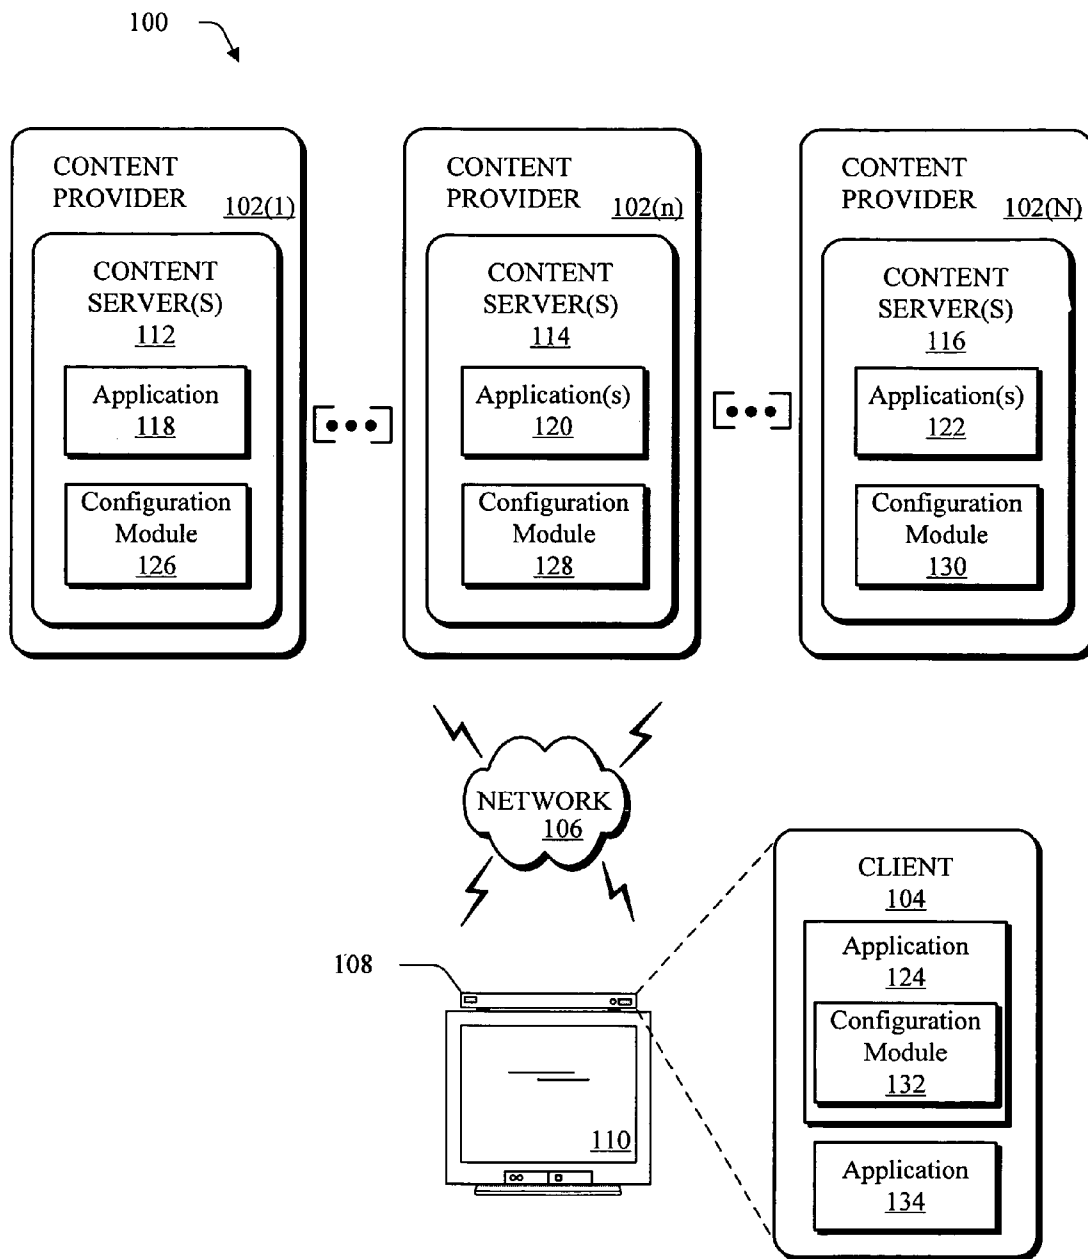 100
CONTENT
PROVIDER
102(1)
CONTENT
SERVER(S)
112
Application
118
Configuration
Module
126
CONTENT
PROVIDER
102(n)
CONTENT
SERVER(S)
114
Application(s)
120
Configuration
Module
128
CONTENT
PROVIDER
102(N)
CONTENT
SERVER(S)
116
Application(s)
122
Configuration
Module
130
NETWORK
106
108
110
CLIENT
104
Application
124
Configuration
Module
132
Application
134